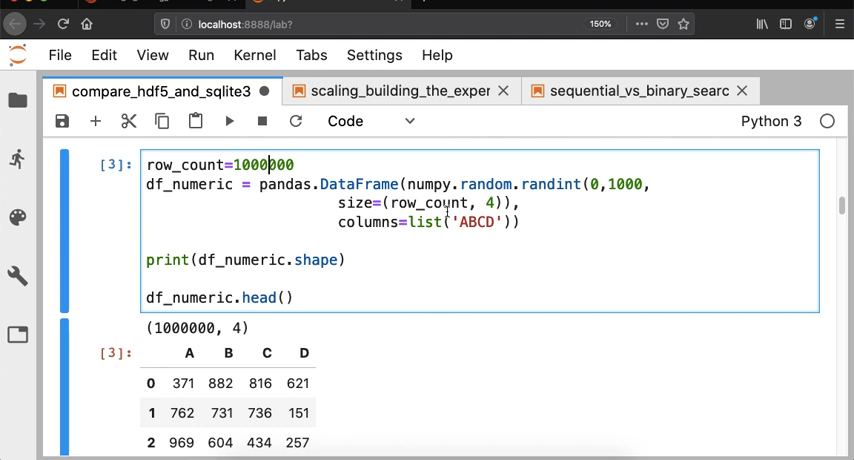 localhost:8888/lab?
150%
File Edit View Run Kernel Tabs Settings Help
compare_hdf5_and_sqlite3
scaling_building_the_exper
sequential_vs_binary_searc
Code
Python 3
[3]:
row_count=1000000
df_numeric = pandas.DataFrame(numpy.random.randint(0,1000,
size=(row_count, 4)),
columns=list('ABCD'))
print(df_numeric.shape)
df_numeric.head()
(1000000, 4)
[3]:
A B C D
0 371 882 816 621
1 762 731 736 151
2 969 604 434 257